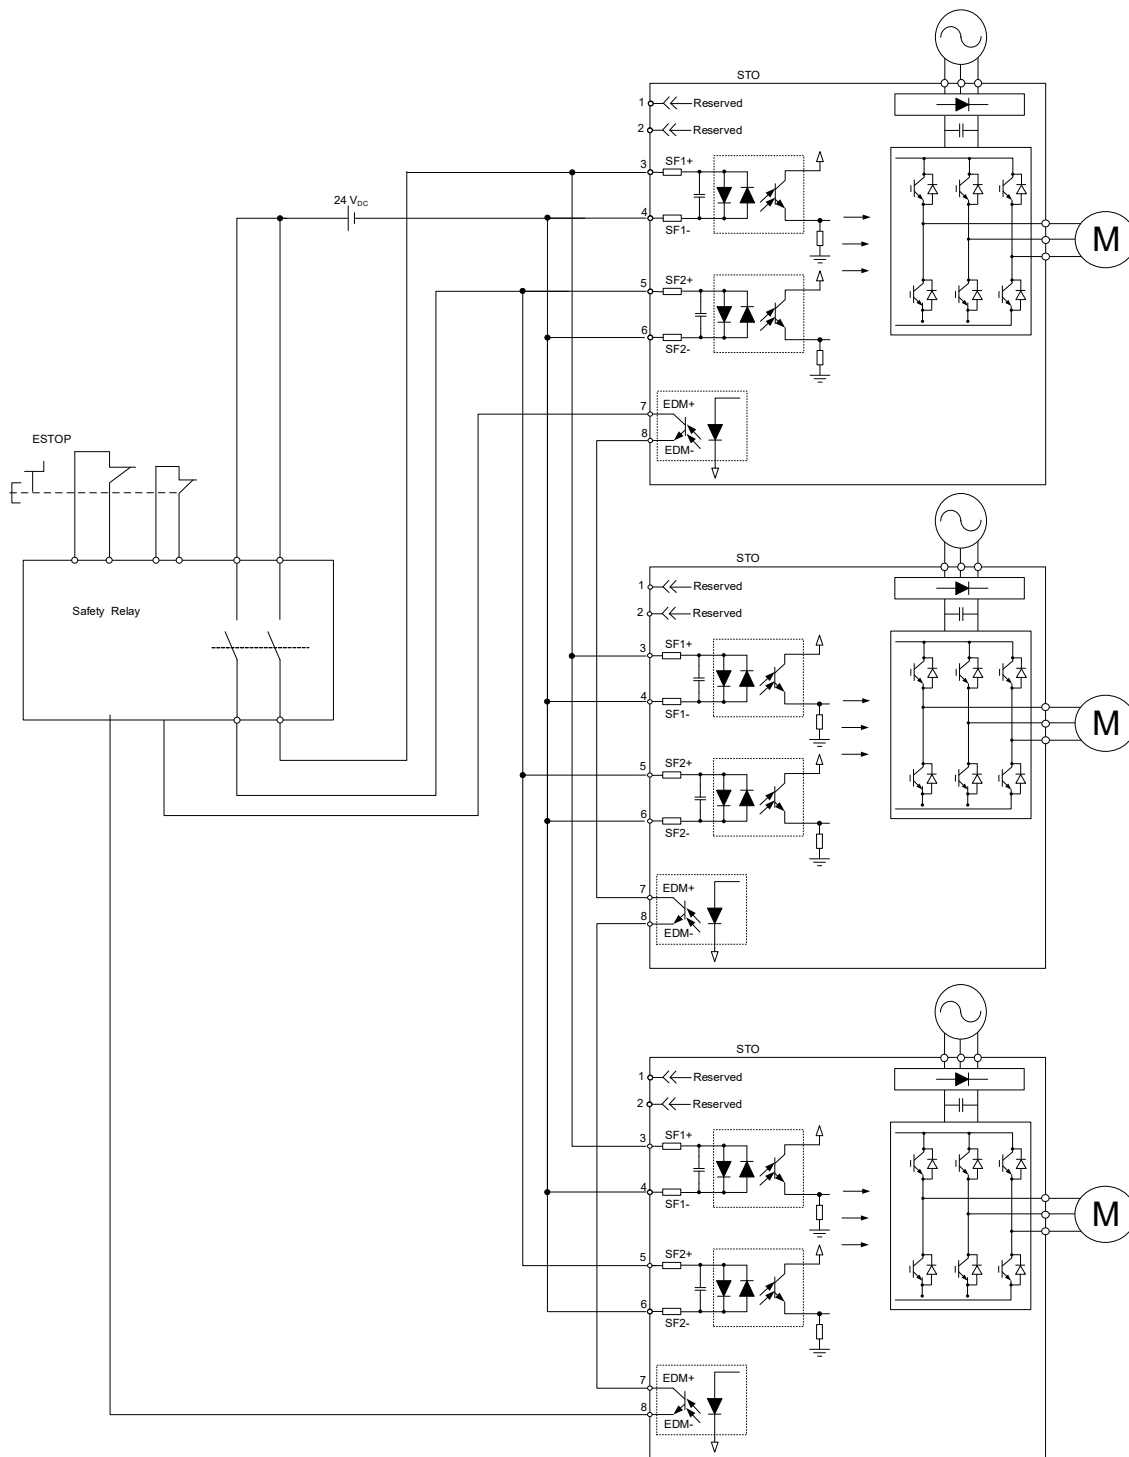 STO
1 Reserved
2 Reserved
3 SF1+
24 VDC
4
SF1-
5 SF2+
6
SF2-
7 EDM+
8
EDM-
M
ESTOP
Safety Relay
STO
1 Reserved
2 Reserved
3 SF1+
4
SF1-
5 SF2+
6
SF2-
7 EDM+
8
EDM-
M
STO
1 Reserved
2 Reserved
3 SF1+
4
SF1-
5 SF2+
6
SF2-
7 EDM+
8
EDM-
M